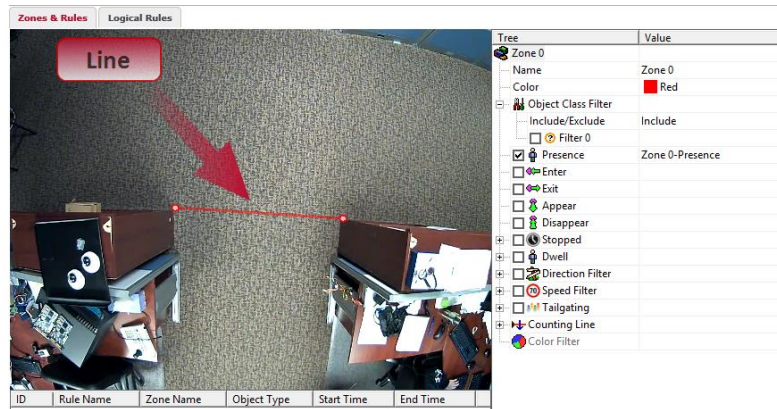 Zones & Rules Logical Rules
Line
Tree Value
Zone 0
Name Zone 0
Color Red
Object Class Filter
Include/Exclude Include
Filter 0
Presence Zone 0-Presence
Enter
Exit
Appear
Disappear
Stopped
Dwell
Direction Filter
70 Speed Filter
Tailgating
Counting Line
Color Filter
ID Rule Name Zone Name Object Type Start Time End Time